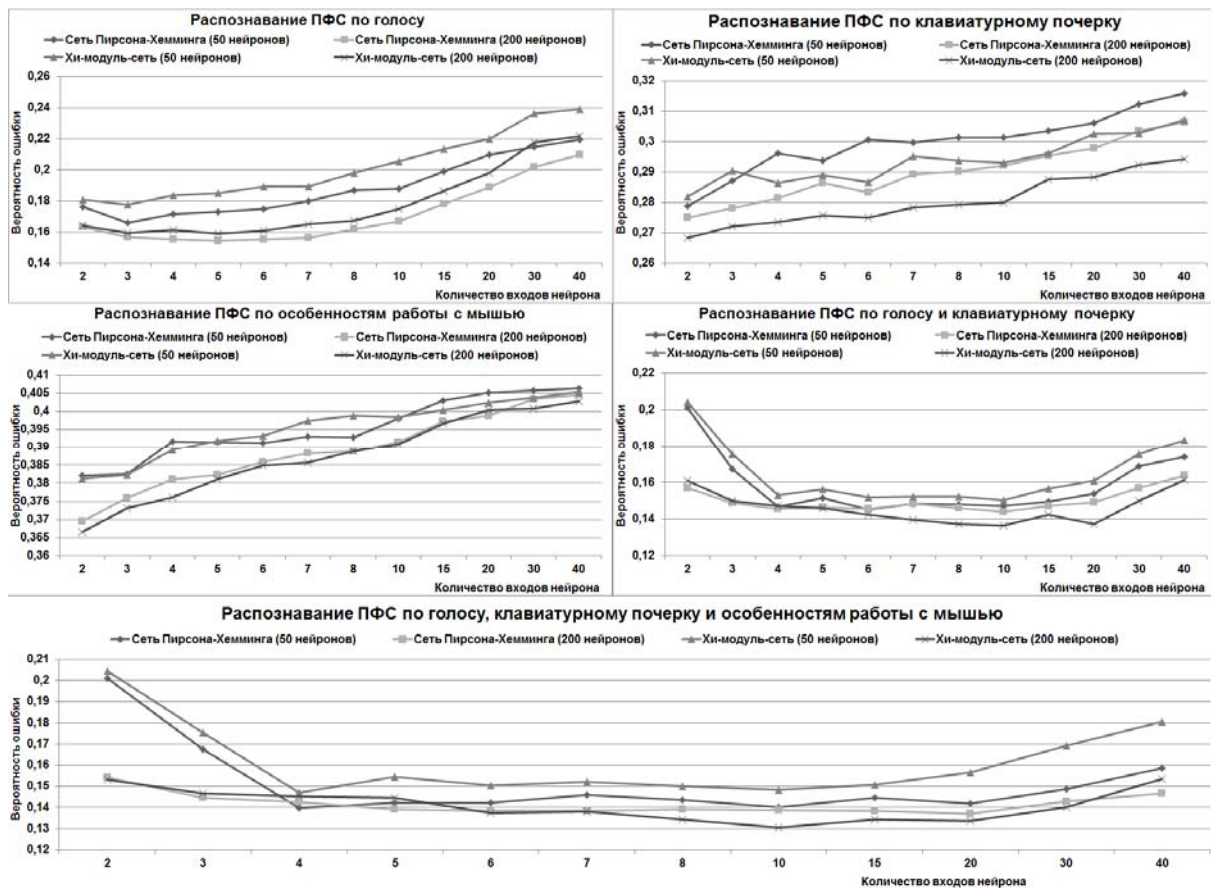 Распознавание ПФС по голосу
Сеть Пирсона-Хемминга (50 нейронов)
Сеть Пирсона-Хемминга (200 нейронов)
Хи-модуль-сеть (50 нейронов)
Хи-модуль-сеть (200 нейронов)
Вероятность ошибки
0,26
0,24
0,22
0,2
0,18
0,16
0,14
2 3 4 5 6 7 8 10 15 20 30 40
Количество входов нейрона
Распознавание ПФС по клавиатурному почерку
Сеть Пирсона-Хемминга (50 нейронов)
Сеть Пирсона-Хемминга (200 нейронов)
Хи-модуль-сеть (50 нейронов)
Хи-модуль-сеть (200 нейронов)
Вероятность ошибки
0,32
0,31
0,3
0,29
0,28
0,27
0,26
2 3 4 5 6 7 8 10 15 20 30 40
Количество входов нейрона
Распознавание ПФС по особенностям работы с мышью
Сеть Пирсона-Хемминга (50 нейронов)
Сеть Пирсона-Хемминга (200 нейронов)
Хи-модуль-сеть (50 нейронов)
Хи-модуль-сеть (200 нейронов)
Вероятность ошибки
0,41
0,405
0,4
0,395
0,39
0,385
0,38
0,375
0,37
0,365
0,36
2 3 4 5 6 7 8 10 15 20 30 40
Количество входов нейрона
Распознавание ПФС по голосу и клавиатурному почерку
Сеть Пирсона-Хемминга (50 нейронов)
Сеть Пирсона-Хемминга (200 нейронов)
Хи-модуль-сеть (50 нейронов)
Хи-модуль-сеть (200 нейронов)
Вероятность ошибки
0,22
0,2
0,18
0,16
0,14
0,12
2 3 4 5 6 7 8 10 15 20 30 40
Количество входов нейрона
Распознавание ПФС по голосу, клавиатурному почерку и особенностям работы с мышью
Сеть Пирсона-Хемминга (50 нейронов)
Сеть Пирсона-Хемминга (200 нейронов)
Хи-модуль-сеть (50 нейронов)
Хи-модуль-сеть (200 нейронов)
Вероятность ошибки
0,21
0,2
0,19
0,18
0,17
0,16
0,15
0,14
0,13
0,12
2 3 4 5 6 7 8 10 15 20 30 40
Количество входов нейрона